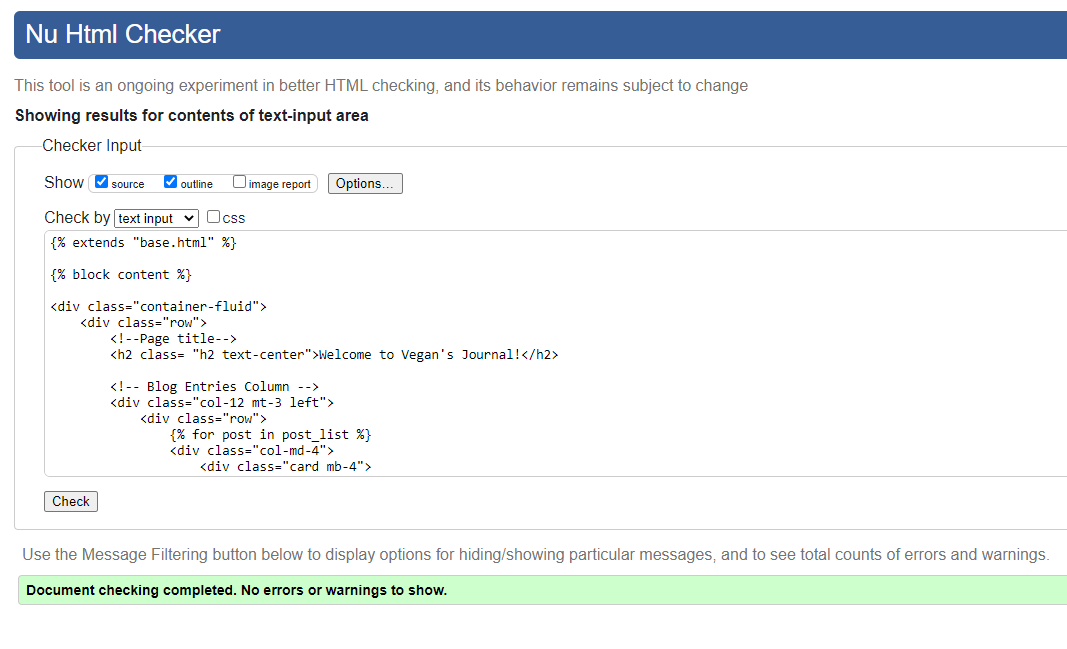 Nu Html Checker
This tool is an ongoing experiment in better HTML checking, and its behavior remains subject to change
Showing results for contents of text-input area
Checker Input
Show source outline image report Options...
Check by text input css
{% extends "base.html" %}
{% block content %}
<div class="container-fluid">
<div class="row">
<!--Page title-->
<h2 class= "h2 text-center">Welcome to Vegan's Journal!</h2>
<!-- Blog Entries Column -->
<div class="col-12 mt-3 left">
<div class="row">
{% for post in post_list %}
<div class="col-md-4">
<div class="card mb-4">
Check
Use the Message Filtering button below to display options for hiding/showing particular messages, and to see total counts of errors and warnings.
Document checking completed. No errors or warnings to show.